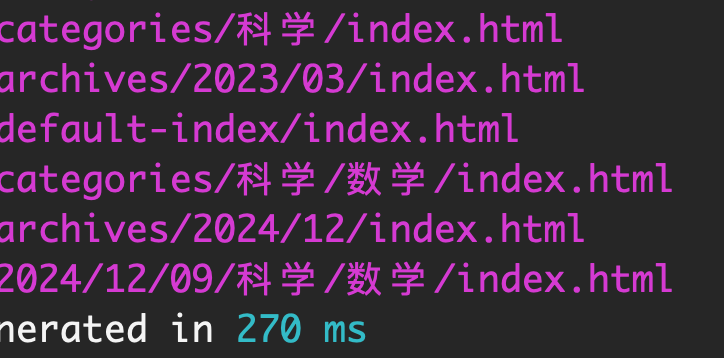 categories/科学/index.html
archives/2023/03/index.html
default-index/index.html
categories/科学/数学/index.html
archives/2024/12/index.html
2024/12/09/科学/数学/index.html
nerated in 270 ms